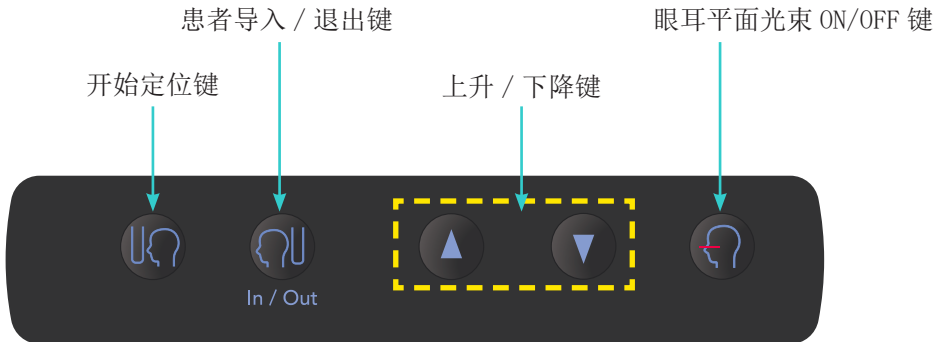 患者导入 / 退出键
眼耳平面光束 ON/OFF 键
开始定位键
上升 / 下降键
In / Out